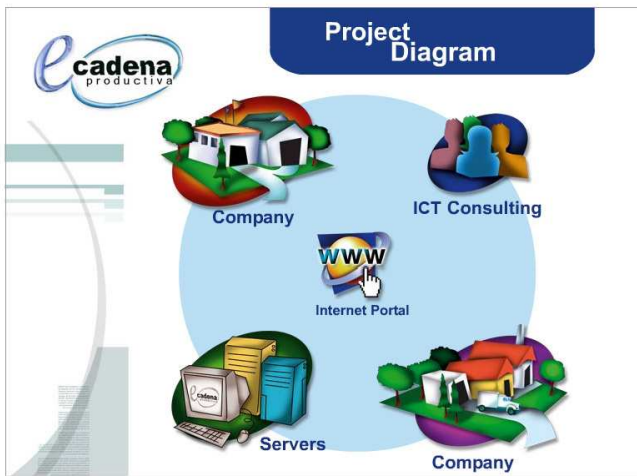 Project
Diagram
e cadena
productiva
Company
ICT Consulting
www
Internet Portal
e cadena
Servers
Company